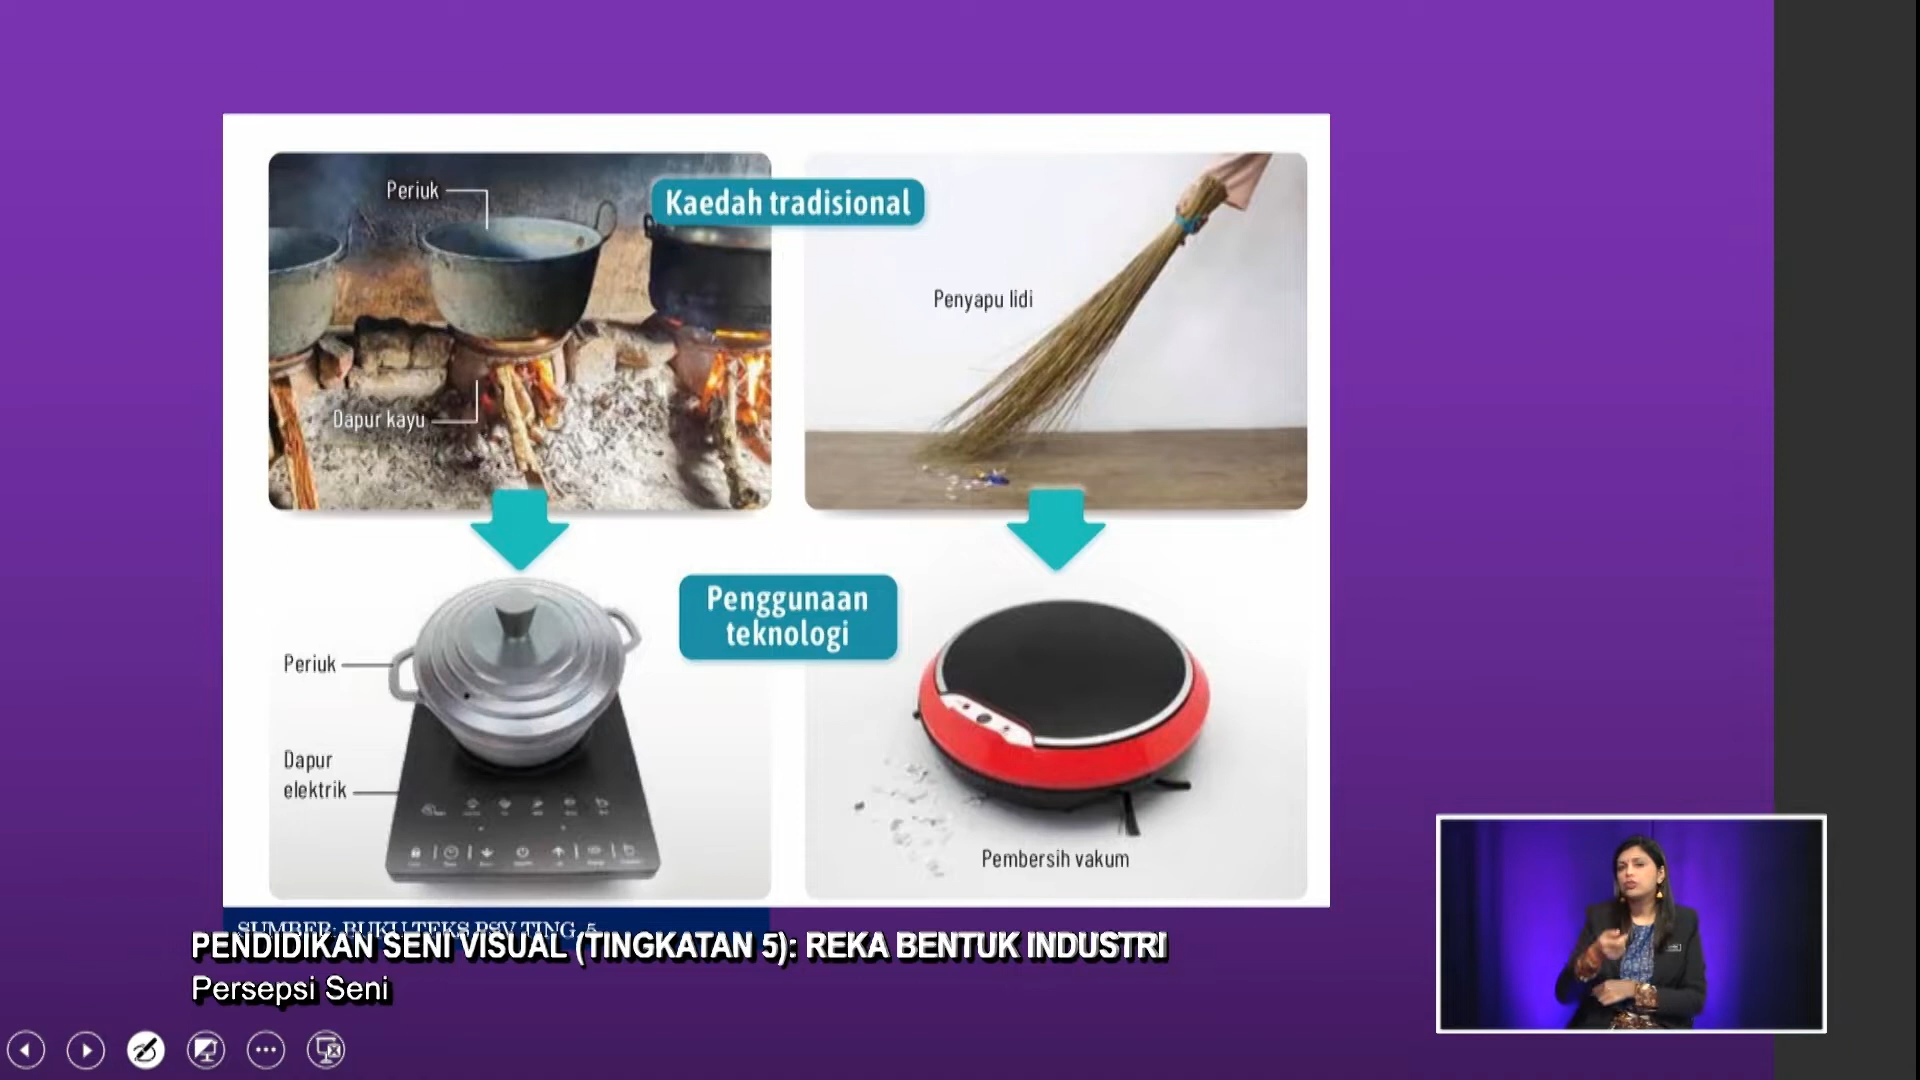 Kaedah tradisional
Periuk
Dapur kayu
Penyapu lidi
Penggunaan
teknologi
Periuk
Dapur
elektrik
Pembersih vakum
SUMBER: BUKU TEKS PSV TING. 5
PENDIDIKAN SENI VISUAL (TINGKATAN 5): REKA BENTUK INDUSTRI
Persepsi Seni